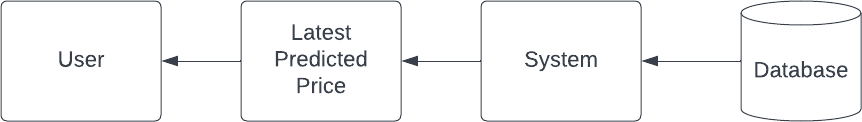 User
Latest
Predicted
Price
System
Database